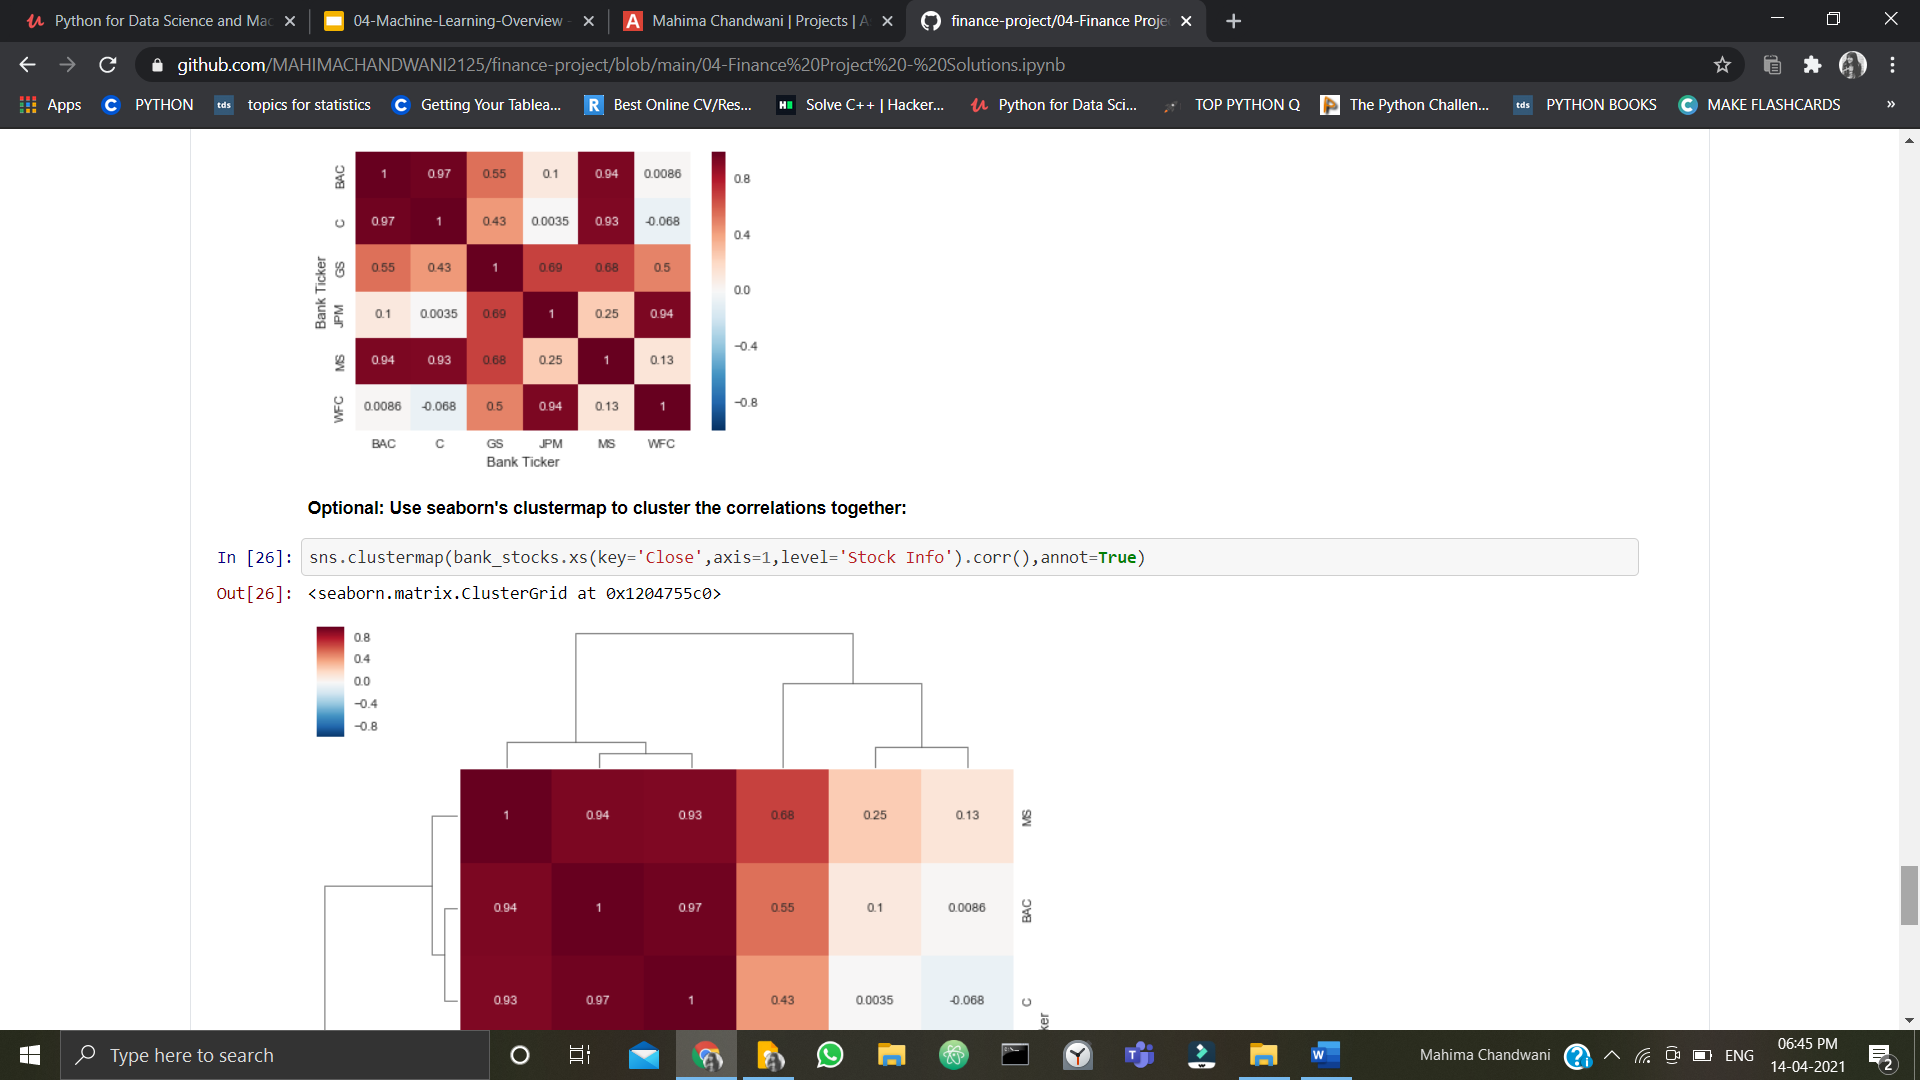 Python for Data Science and Mac
04-Machine-Learning-Overview -
Mahima Chandwani | Projects | A
finance-project/04-Finance Proje
github.com/MAHIMACHANDWANI2125/finance-project/blob/main/04-Finance%20Project%20-%20Solutions.ipynb
Apps PYTHON tds topics for statistics Getting Your Tablea... R Best Online CV/Res... Solve C++ | Hacker... Python for Data Sci... TOP PYTHON Q The Python Challen... tds PYTHON BOOKS MAKE FLASHCARDS »
BAC 1 0.97 0.55 0.1 0.94 0.0086
C 0.97 1 0.43 0.0035 0.93 -0.068
GS 0.55 0.43 1 0.69 0.68 0.5
JPM 0.1 0.0035 0.69 1 0.25 0.94
MS 0.94 0.93 0.68 0.25 1 0.13
WFC 0.0086 -0.068 0.5 0.94 0.13 1
Bank Ticker
BAC C GS JPM MS WFC
Bank Ticker
0.8
0.4
0.0
−0.4
−0.8
Optional: Use seaborn's clustermap to cluster the correlations together:
In [26]: sns.clustermap(bank_stocks.xs(key='Close',axis=1,level='Stock Info').corr(),annot=True)
Out[26]: <seaborn.matrix.ClusterGrid at 0x1204755c0>
0.8
0.4
0.0
−0.4
−0.8
1 0.94 0.93 0.68 0.25 0.13 MS
0.94 1 0.97 0.55 0.1 0.0086 BAC
0.93 0.97 1 0.43 0.0035 -0.068 C
ker
Type here to search
Mahima Chandwani
ENG
06:45 PM
14-04-2021
2